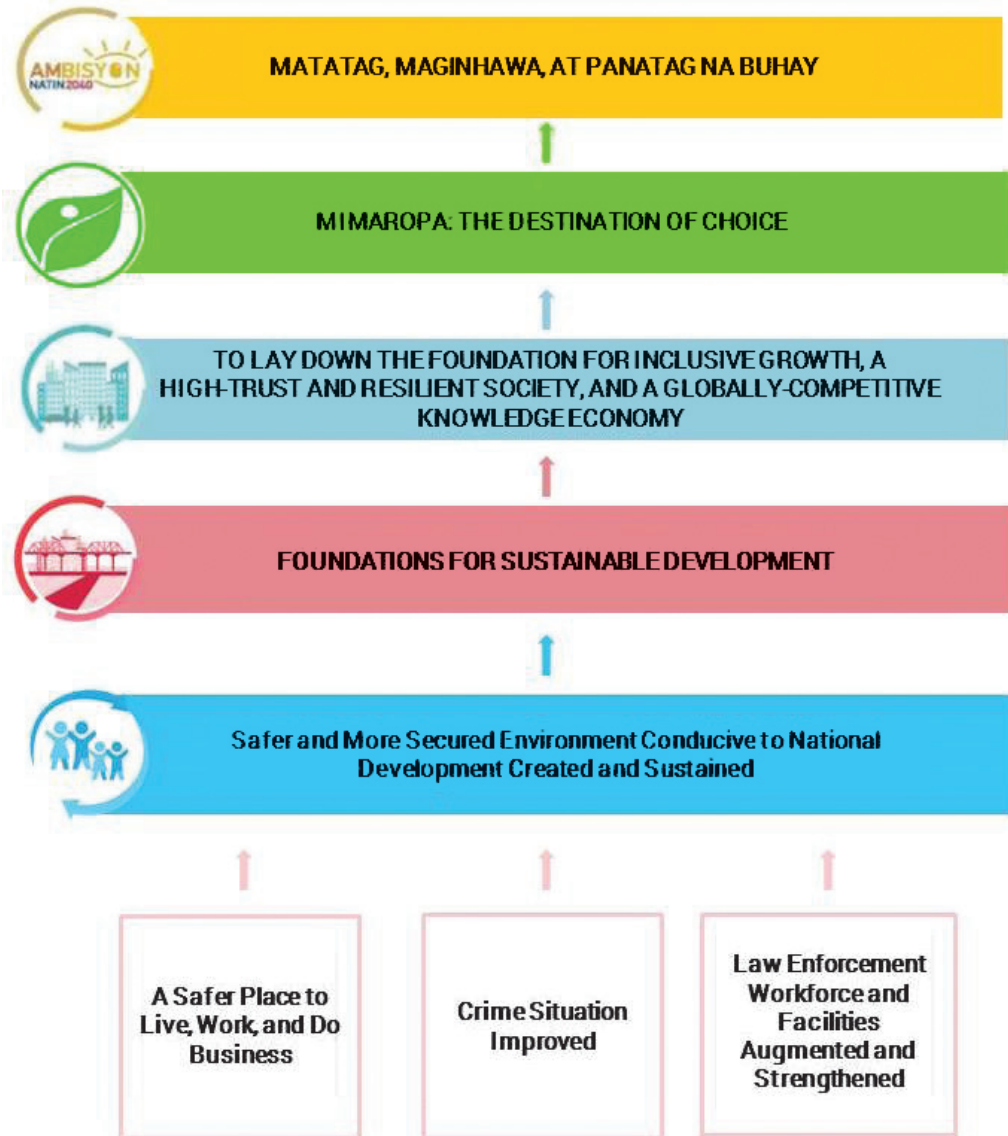 AMBISYON
NATIN 2040
MATATAG, MAGINHAWA, AT PANATAG NA BUHAY
MIMAROPA: THE DESTINATION OF CHOICE
TO LAY DOWN THE FOUNDATION FOR INCLUSIVE GROWTH, A
HIGH-TRUST AND RESILIENT SOCIETY, AND A GLOBALLY-COMPETITIVE
KNOWLEDGE ECONOMY
FOUNDATIONS FOR SUSTAINABLE DEVELOPMENT
Safer and More Secured Environment Conducive to National
Development Created and Sustained
A Safer Place to
Live, Work, and Do
Business
Crime Situation
Improved
Law Enforcement
Workforce and
Facilities
Augmented and
Strengthened